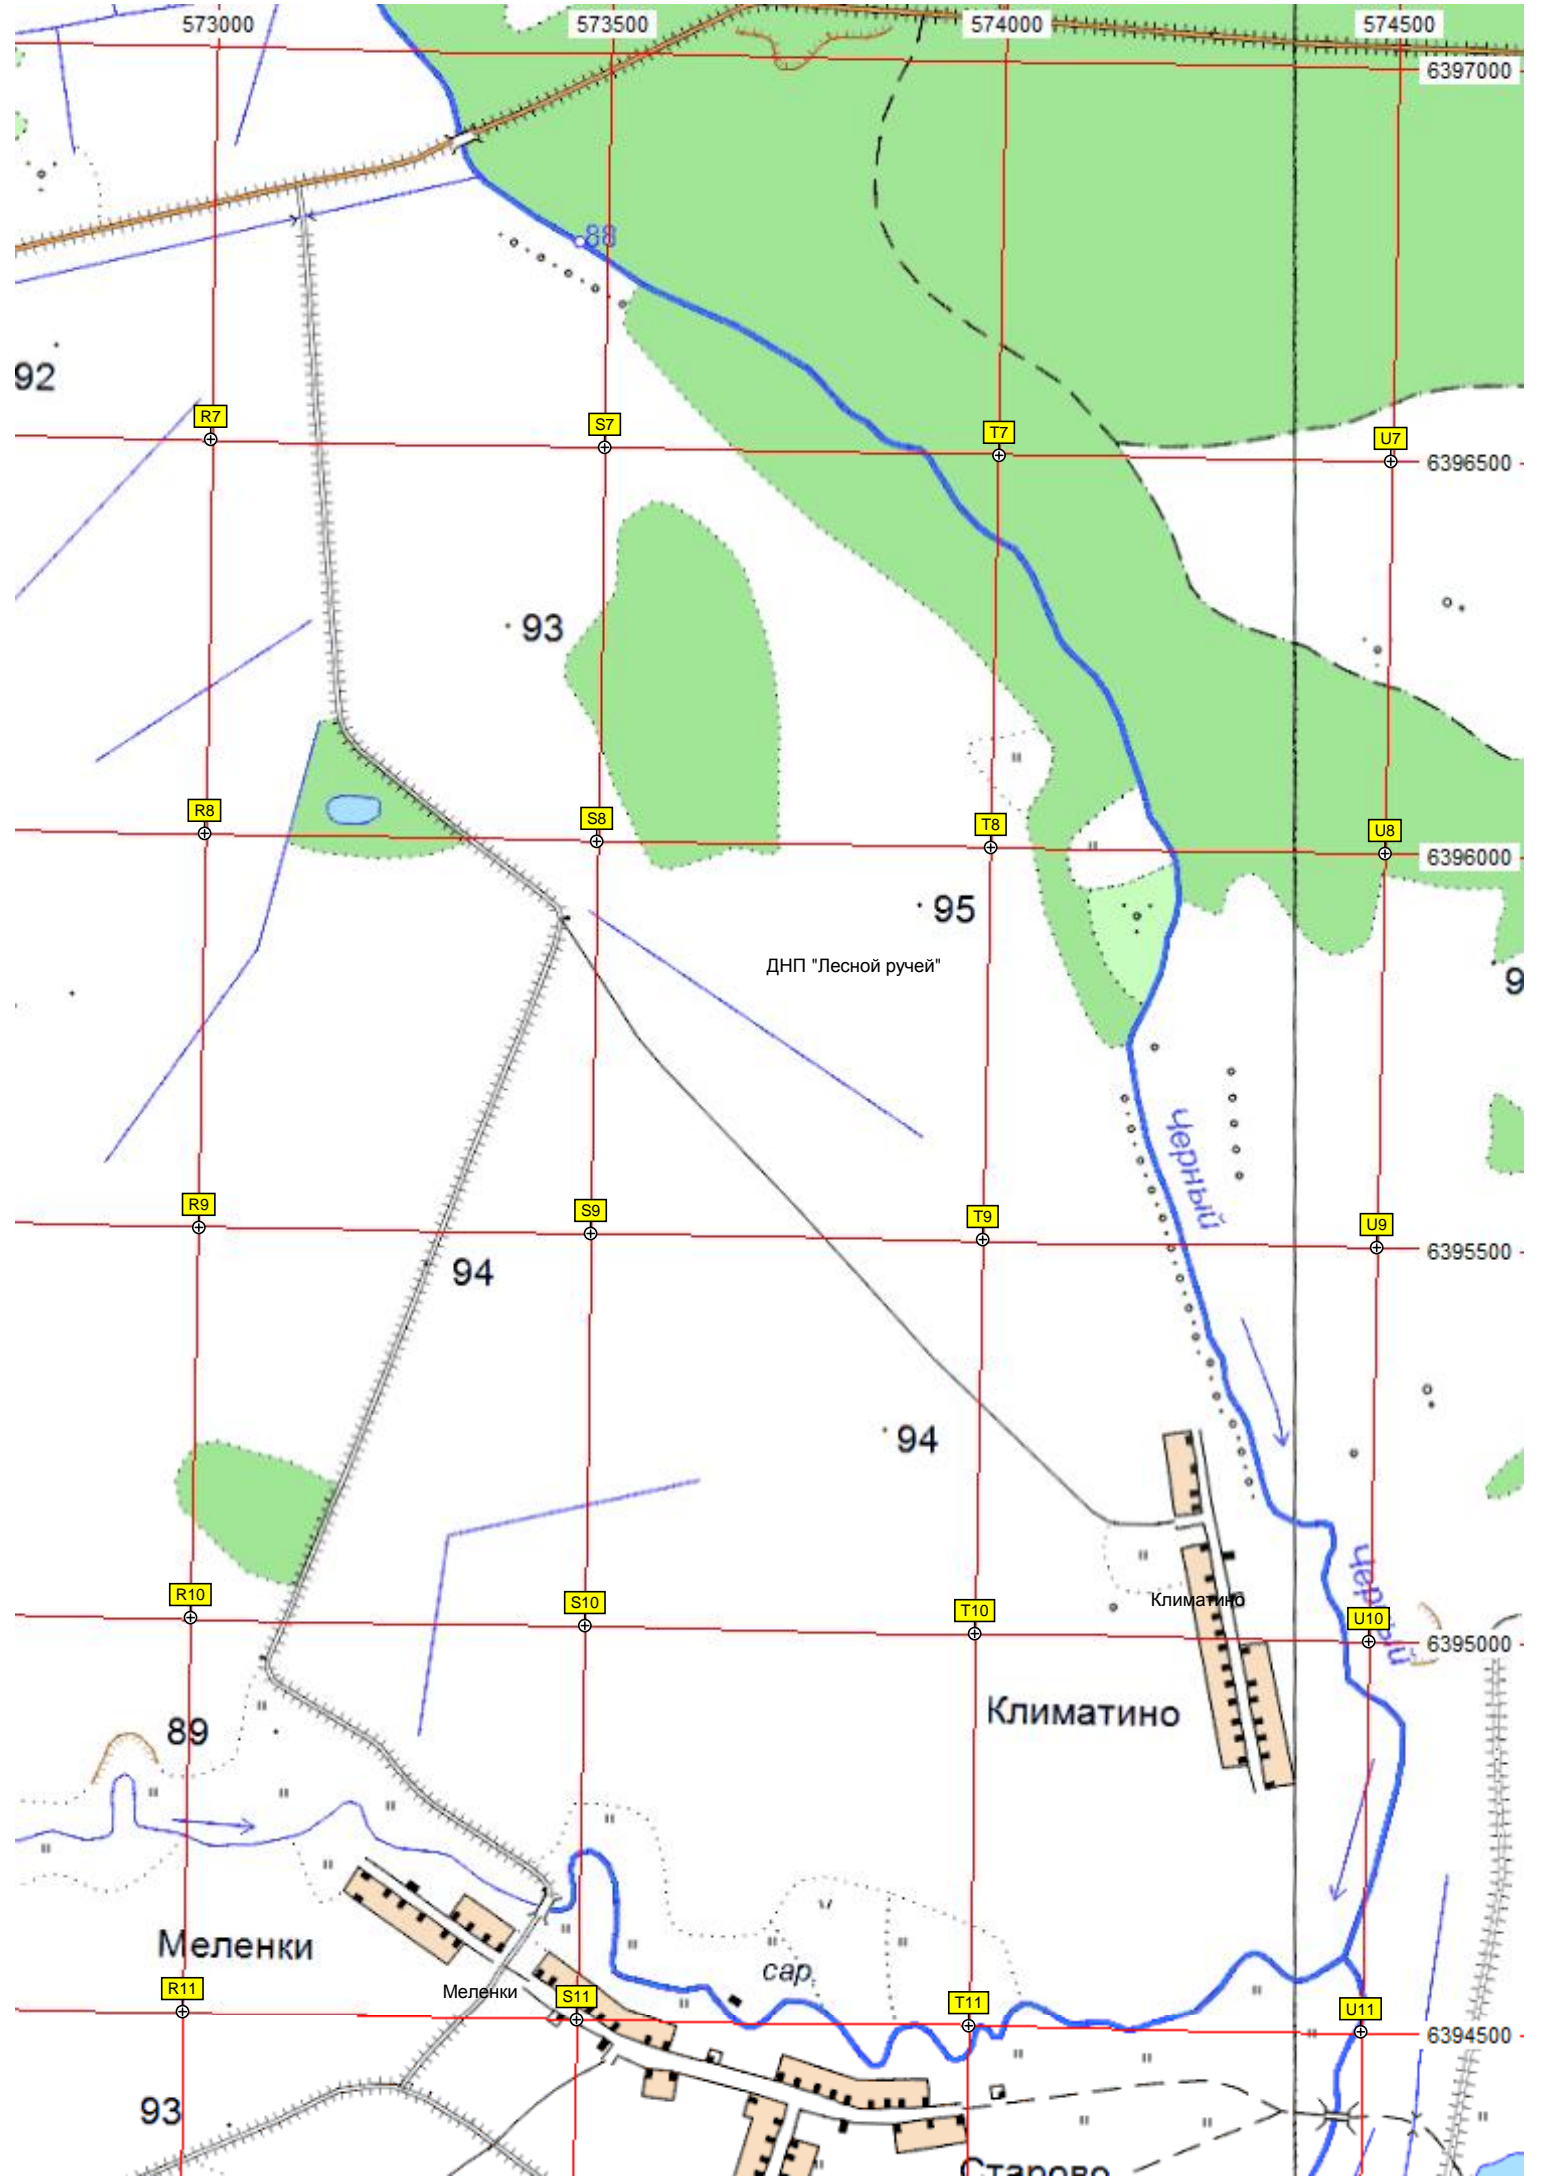 573000 573500 574000 574500
6397000
88
92
R7 S7 T7 U7
6396500
93
R8 S8 T8 U8
6396000
95
ДНП "Лесной ручей"
9
Черный
R9 S9 T9 U9
6395500
94
94
Черный
Климатино
R10 S10 T10 U10
6395000
Климатино
89
Меленки
сар.
Меленки
R11 S11 T11 U11
6394500
93
Старово